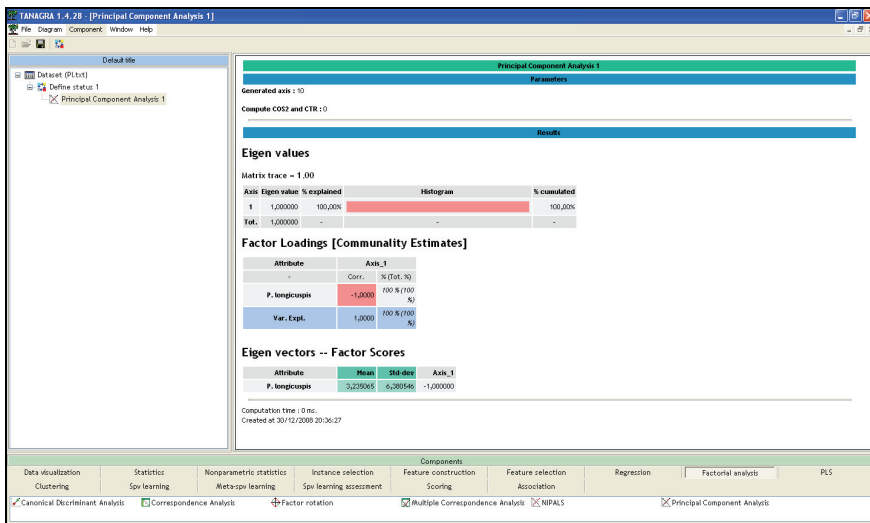 TANAGRA 1.4.28 - [Principal Component Analysis 1]
File Diagram Component Window Help
Default title
Dataset (PLtxt)
Define status 1
Principal Component Analysis 1
Principal Component Analysis 1
Parameters
Generated axis : 10
Compute COS2 and CTR : 0
Results
Eigen values
Matrix trace = 1,00
Axis Eigen value % explained Histogram % cumulated
1 1,000000 100,00% 100,00%
Tot. 1,000000 - - -
Factor Loadings [Communality Estimates]
Attribute Axis_1
- Corr. % (Tot. %)
P. longicuspis -1,0000 100 % (100
%)
Var. Expl. 1,0000 100 % (100
%)
Eigen vectors -- Factor Scores
Attribute Mean Std-dev Axis_1
P. longicuspis 3,235065 6,380546 -1,000000
Computation time : 0 ms.
Created at 30/12/2008 20:36:27
Components
Data visualization Statistics Nonparametric statistics Instance selection Feature construction Feature selection Regression Factorial analysis PLS
Clustering Spv learning Meta-spv learning Spv learning assessment Scoring Association
Canonical Discriminant Analysis Correspondence Analysis Factor rotation Multiple Correspondence Analysis NIPALS Principal Component Analysis